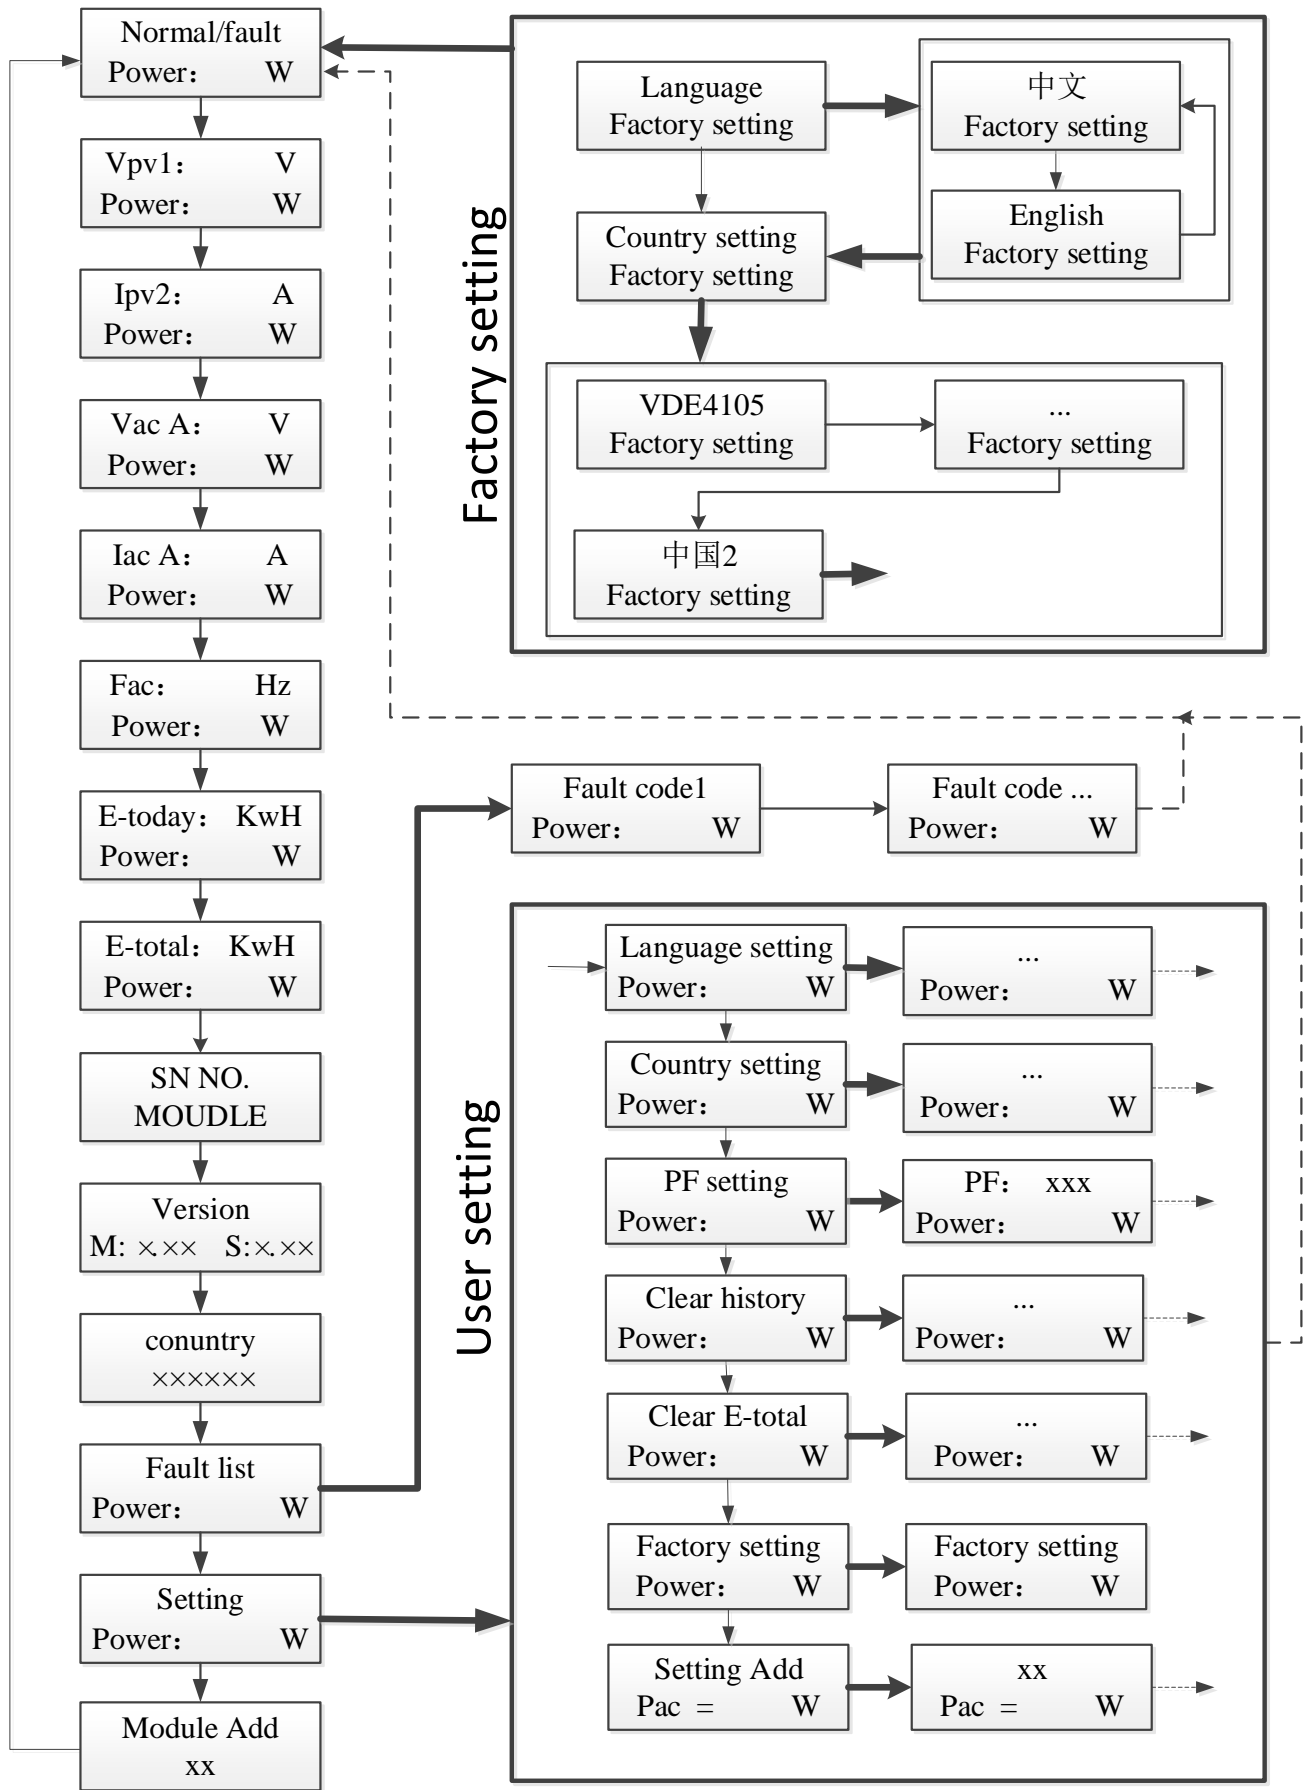 Normal/fault
Power： W
Vpv1： V
Power： W
Ipv2： A
Power： W
Vac A： V
Power： W
Iac A： A
Power： W
Fac： Hz
Power： W
E-today： KwH
Power： W
E-total： KwH
Power： W
SN NO.
MOUDLE
Version
M: ×.×× S:×.××
conuntry
××××××
Fault list
Power： W
Setting
Power： W
Module Add
xx
Factory setting
Language
Factory setting
中文
Factory setting
English
Factory setting
Country setting
Factory setting
VDE4105
Factory setting
...
Factory setting
中国2
Factory setting
Fault code1
Power： W
Fault code ...
Power： W
User setting
Language setting
Power： W
...
Power： W
Country setting
Power： W
...
Power： W
PF setting
Power： W
PF： xxx
Power： W
Clear history
Power： W
...
Power： W
Clear E-total
Power： W
...
Power： W
Factory setting
Power： W
Factory setting
Power： W
Setting Add
Pac = W
xx
Pac = W